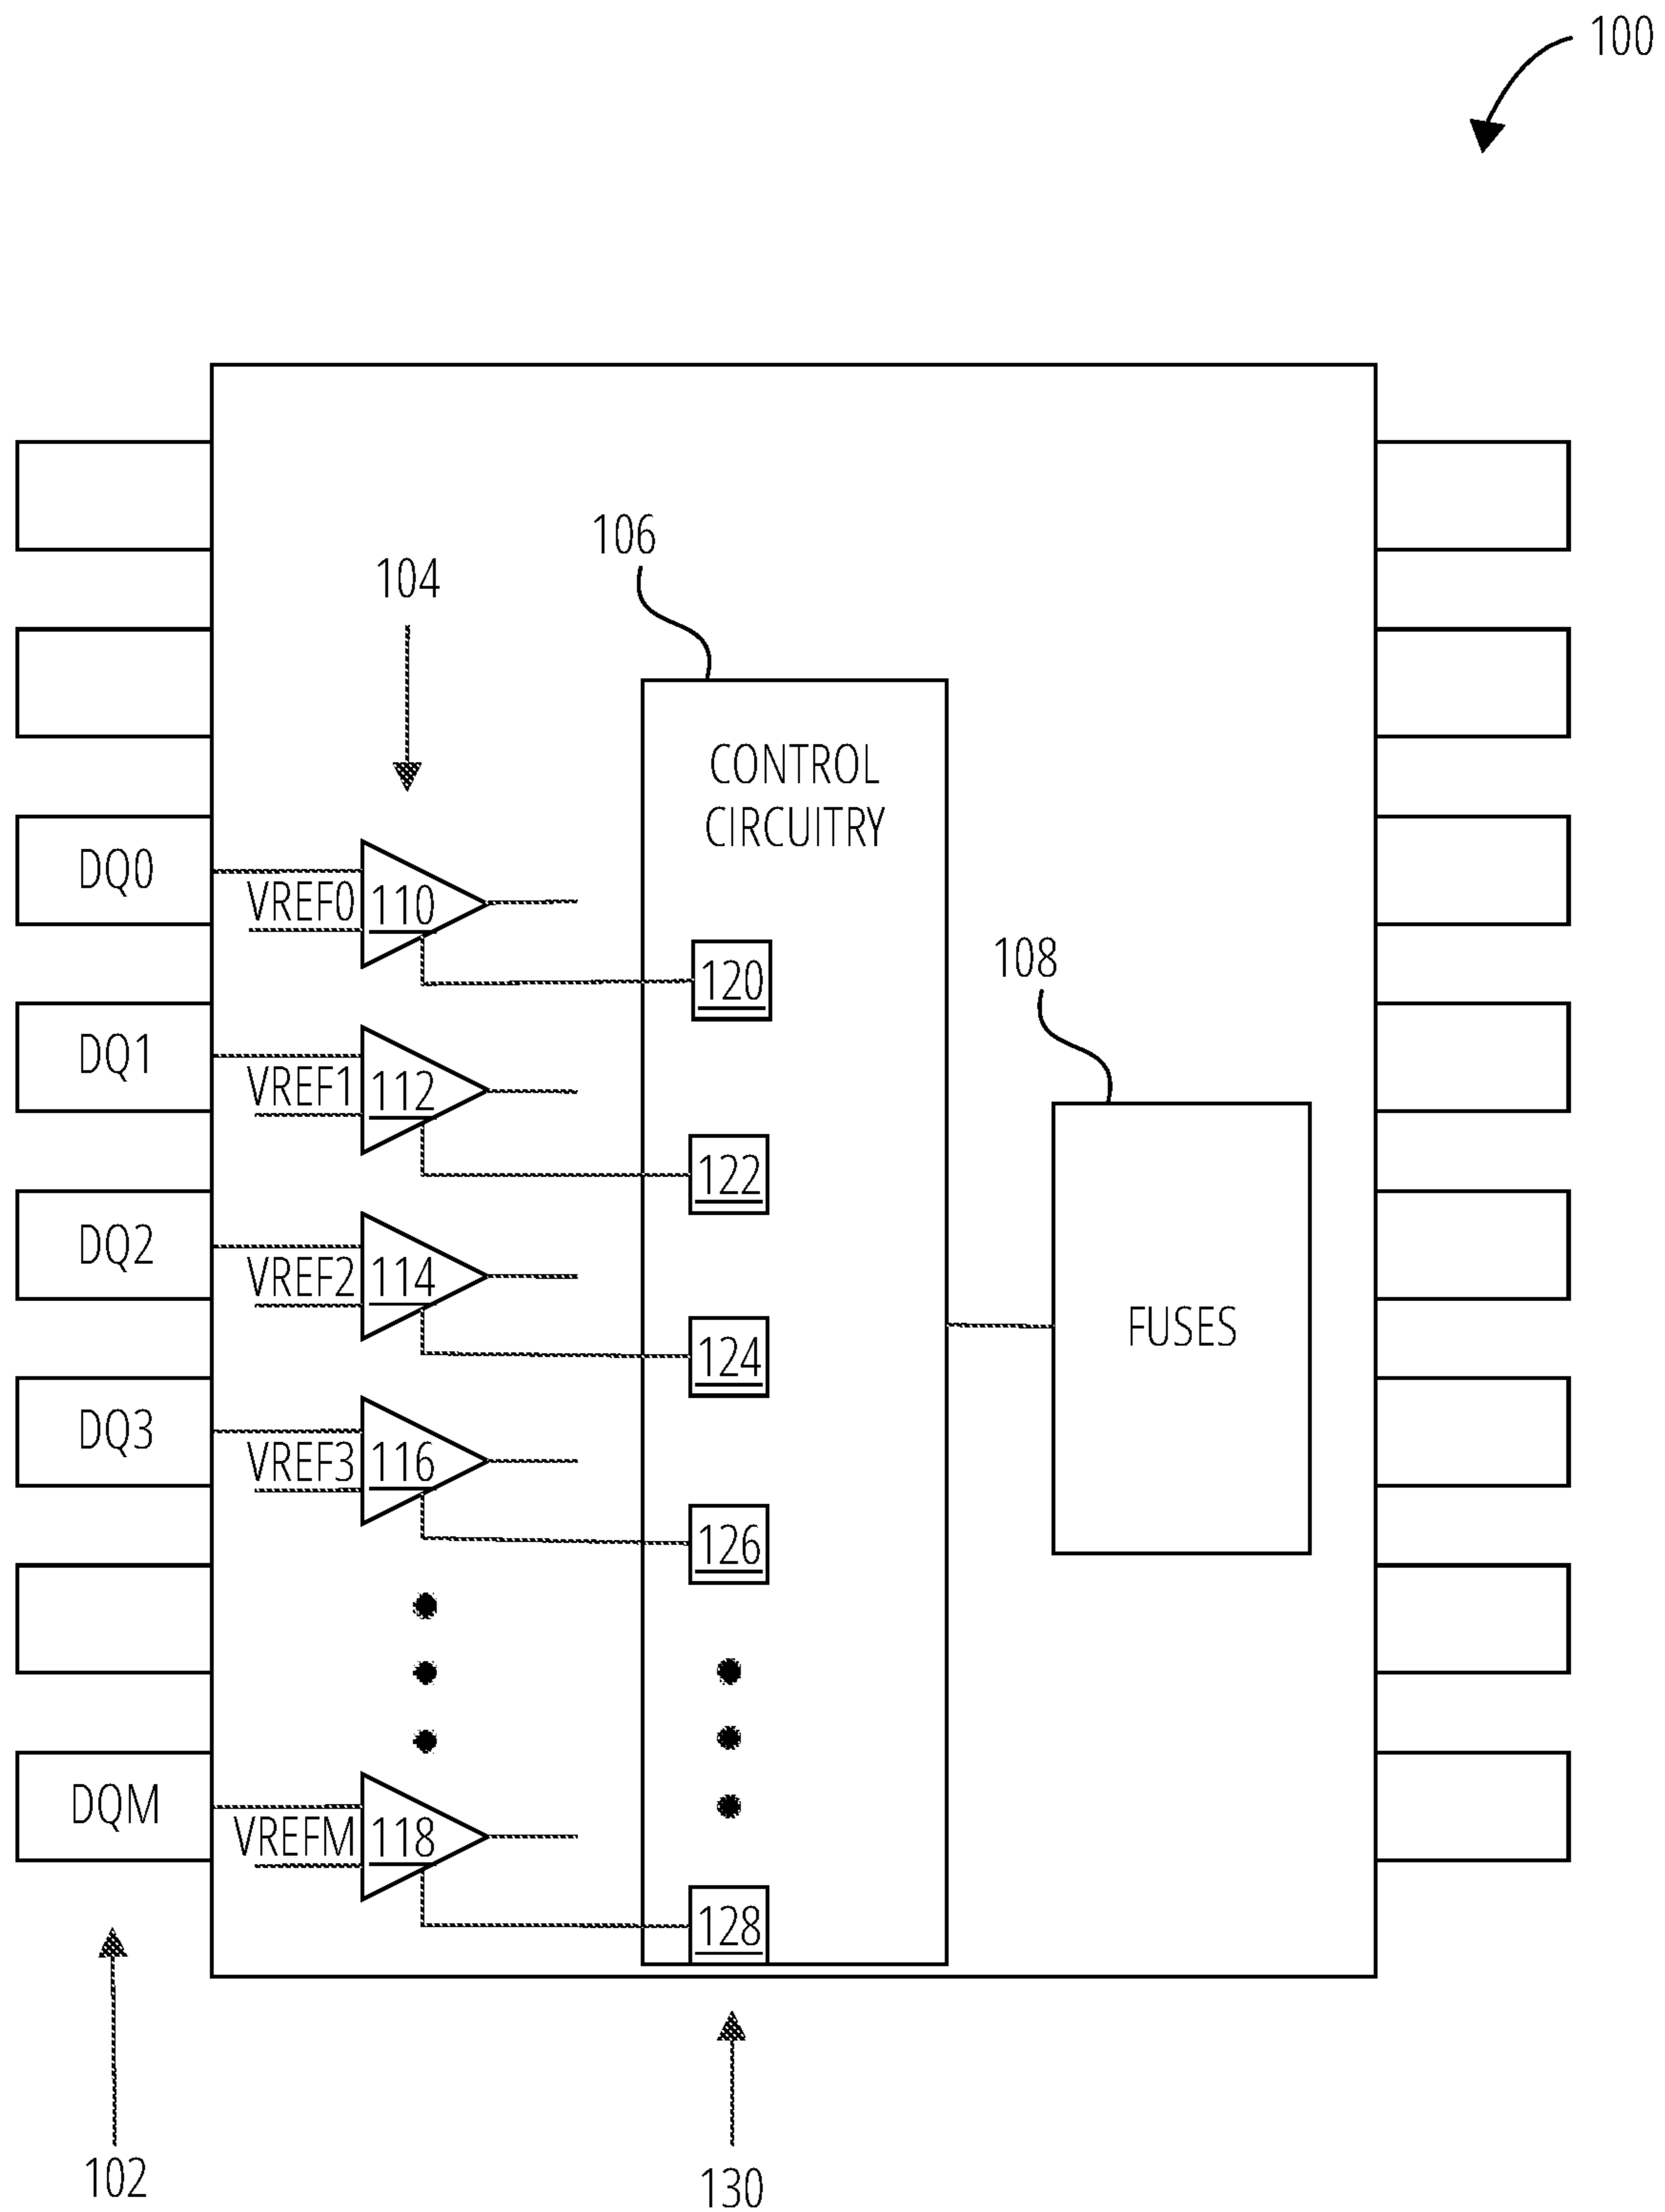 100
106
104
CONTROL
CIRCUITRY
DQ0
VREF0
110
120
108
DQ1
VREF1
112
122
DQ2
VREF2
114
124
FUSES
DQ3
VREF3
116
126
DQM
VREFM
118
128
102
130